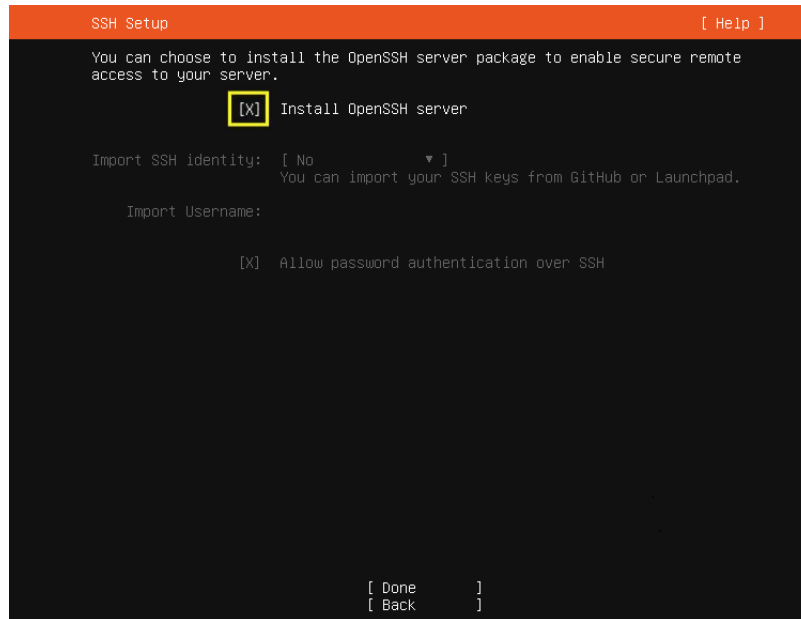 SSH Setup [ Help ]
You can choose to install the OpenSSH server package to enable secure remote
access to your server.
[X] Install OpenSSH server
Import SSH identity: [ No ▾ ]
You can import your SSH keys from GitHub or Launchpad.
Import Username:
[X] Allow password authentication over SSH
[ Done ]
[ Back ]